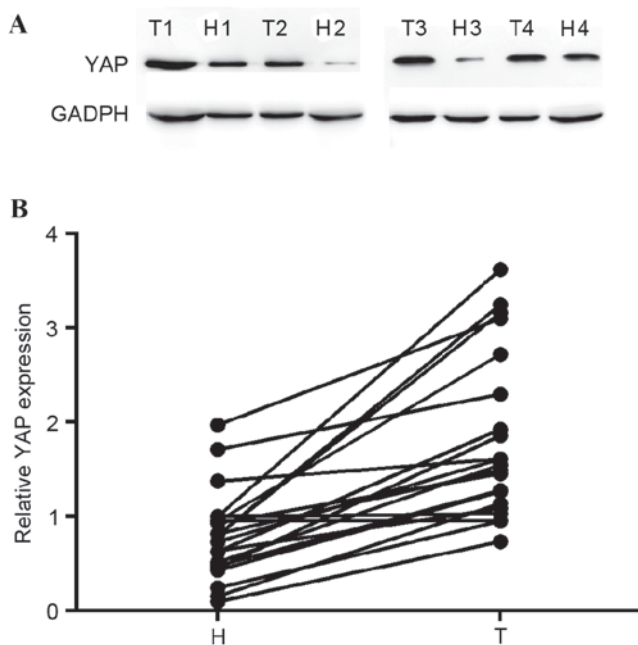 A
T1 H1 T2 H2 T3 H3 T4 H4
YAP
GADPH
B
Relative YAP expression
4
3
2
1
0
H T